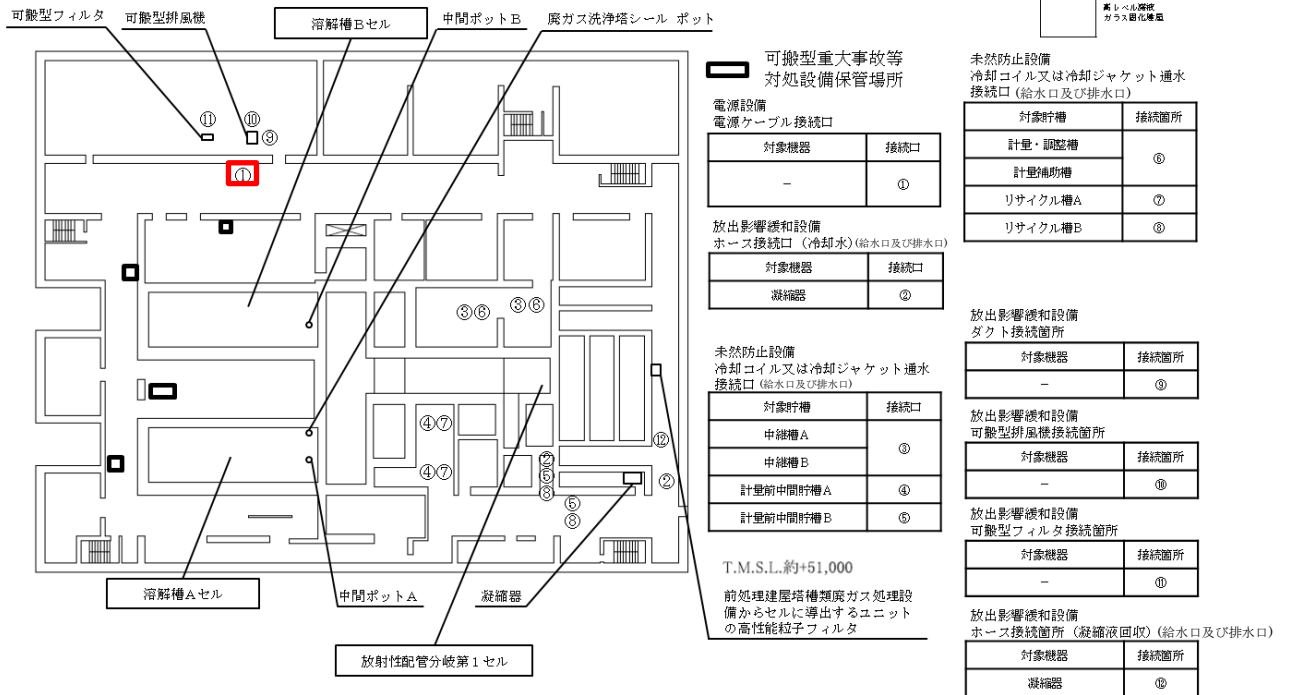 可搬型フィルタ
可搬型排風機
溶解槽Bセル
中間ポットB
廃ガス洗浄塔シール ポット
⑪
⑩
⑨
①
③⑥
③⑥
④⑦
④⑦
②
⑤
⑧
⑤
⑧
⑫
②
溶解槽Aセル
中間ポットA
凝縮器
放射性配管分岐第1セル
可搬型重大事故等
対処設備保管場所
電源設備
電源ケーブル接続口
対象機器 接続口
－ ①
放出影響緩和設備
ホース接続口（冷却水）(給水口及び排水口)
対象機器 接続口
凝縮器 ②
未然防止設備
冷却コイル又は冷却ジャケット通水
接続口 (給水口及び排水口)
対象貯槽 接続口
中継槽A ③
中継槽B
計量前中間貯槽A ④
計量前中間貯槽B ⑤
T.M.S.L.約+51,000
前処理建屋塔槽類廃ガス処理設
備からセルに導出するユニット
の高性能粒子フィルタ
高レベル廃液
ガラス固化建屋
未然防止設備
冷却コイル又は冷却ジャケット通水
接続口 (給水口及び排水口)
対象貯槽 接続箇所
計量・調整槽 ⑥
計量補助槽
リサイクル槽A ⑦
リサイクル槽B ⑧
放出影響緩和設備
ダクト接続箇所
対象機器 接続箇所
－ ⑨
放出影響緩和設備
可搬型排風機接続箇所
対象機器 接続箇所
－ ⑩
放出影響緩和設備
可搬型フィルタ接続箇所
対象機器 接続箇所
－ ⑪
放出影響緩和設備
ホース接続箇所（凝縮液回収）(給水口及び排水口)
対象機器 接続箇所
凝縮器 ⑫